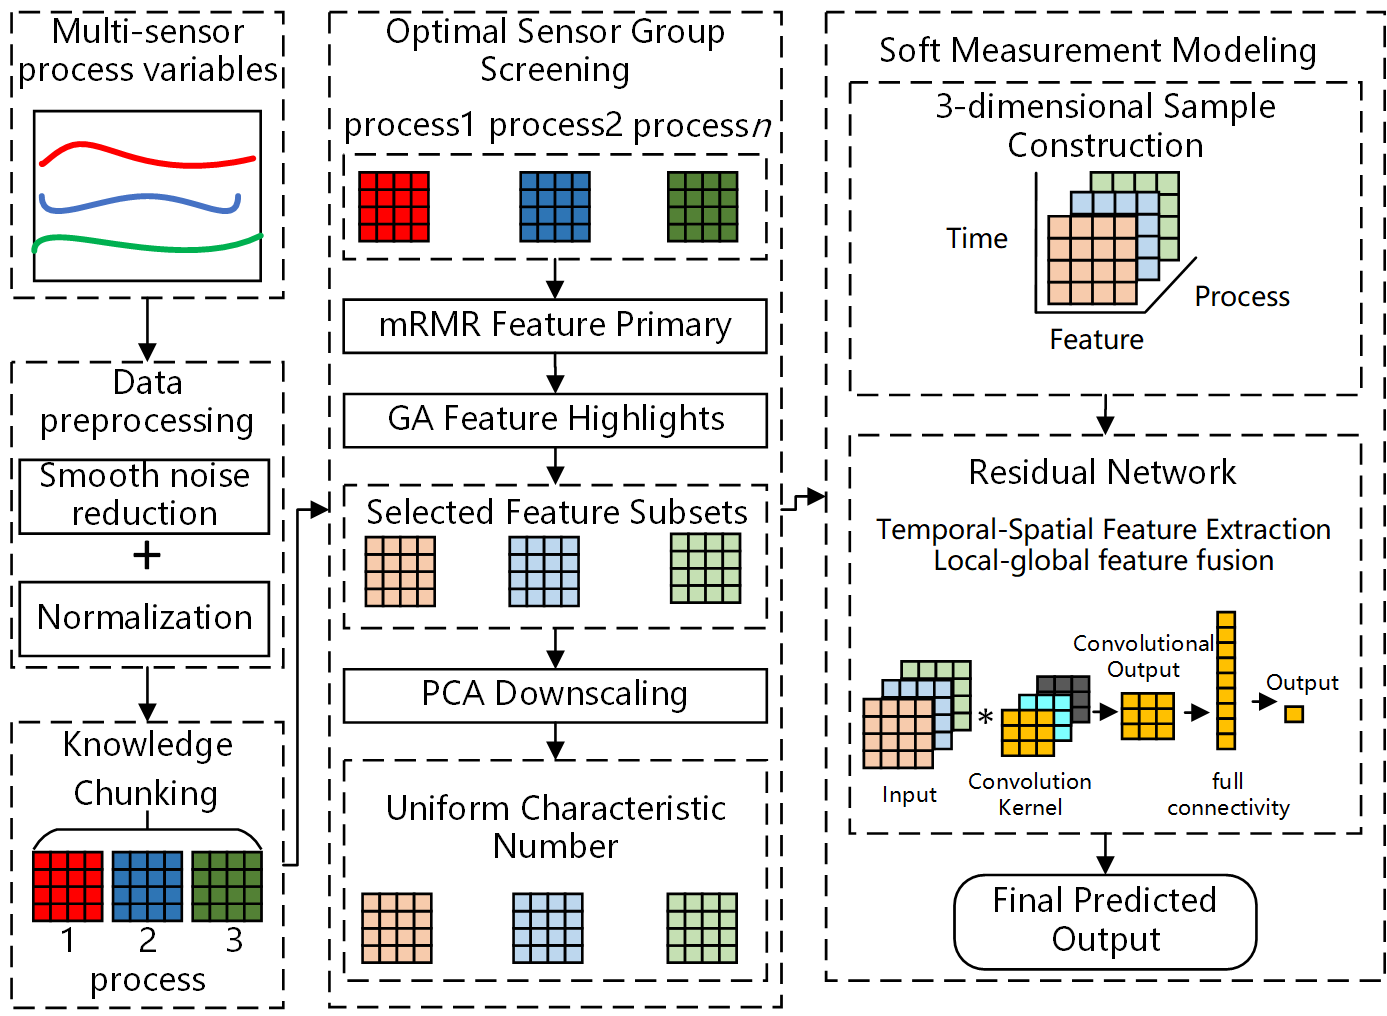 Multi-sensor
process variables
Data
preprocessing
Smooth noise
reduction
+
Normalization
Knowledge
Chunking
1 2 3
process
Optimal Sensor Group
Screening
process1 process2 processn
mRMR Feature Primary
GA Feature Highlights
Selected Feature Subsets
PCA Downscaling
Uniform Characteristic
Number
Soft Measurement Modeling
3-dimensional Sample
Construction
Time
Process
Feature
Residual Network
Temporal-Spatial Feature Extraction
Local-global feature fusion
Convolutional
Output
Output
*
Input
Convolution
Kernel
full
connectivity
Final Predicted
Output